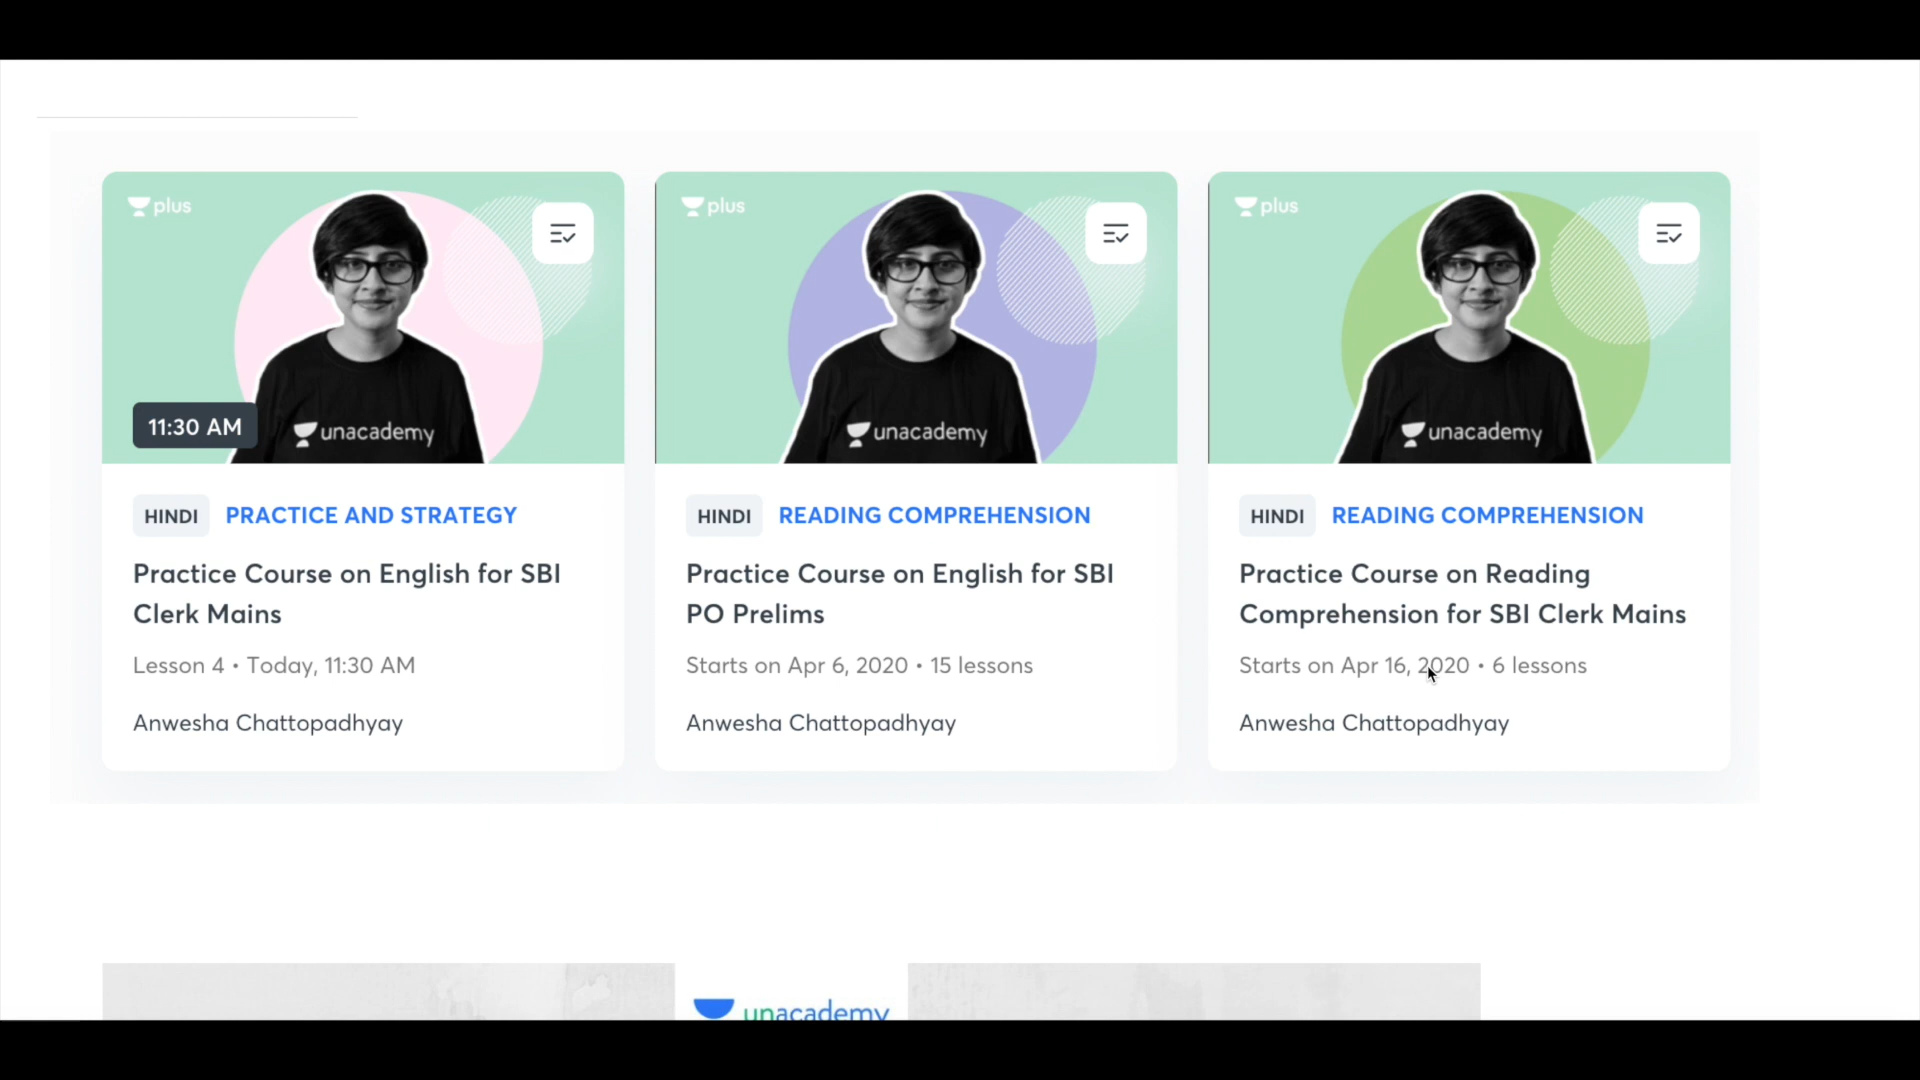 plus
11:30 AM
unacademy
HINDI PRACTICE AND STRATEGY
Practice Course on English for SBI
Clerk Mains
Lesson 4 • Today, 11:30 AM
Anwesha Chattopadhyay
plus
unacademy
HINDI READING COMPREHENSION
Practice Course on English for SBI
PO Prelims
Starts on Apr 6, 2020 • 15 lessons
Anwesha Chattopadhyay
plus
unacademy
HINDI READING COMPREHENSION
Practice Course on Reading
Comprehension for SBI Clerk Mains
Starts on Apr 16, 2020 • 6 lessons
Anwesha Chattopadhyay
unacademy